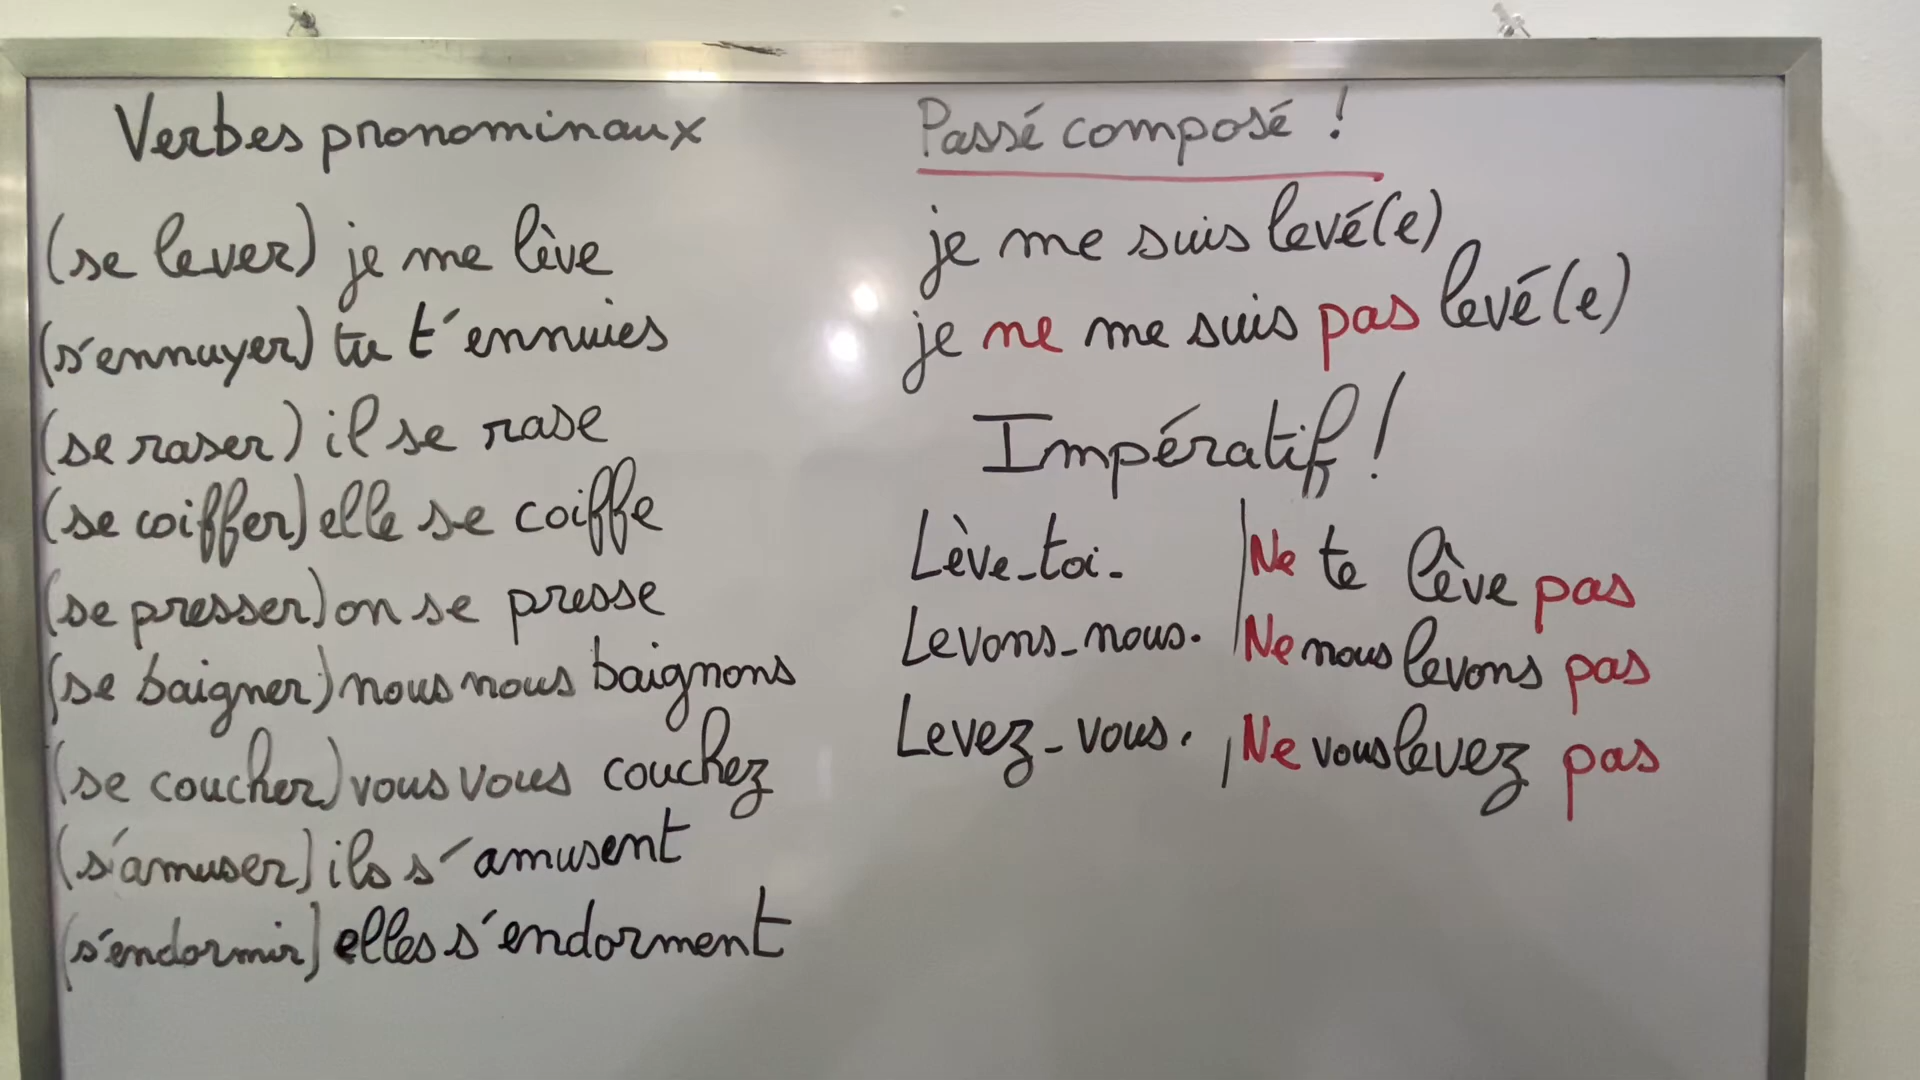 Verbes pronominaux
(se lever) je me lève
(s'ennuyer) tu t'ennuies
(se raser) il se rase
(se coiffer) elle se coiffe
(se presser) on se presse
(se baigner) nous nous baignons
(se coucher) vous vous couchez
(s'amuser) ils s'amusent
(s'endormir) elles s'endorment
Passé composé !
je me suis levé(e)
je ne me suis pas levé(e)
Impératif !
Lève-toi. | Ne te lève pas
Levons-nous. | Ne nous levons pas
Levez-vous. | Ne vous levez pas